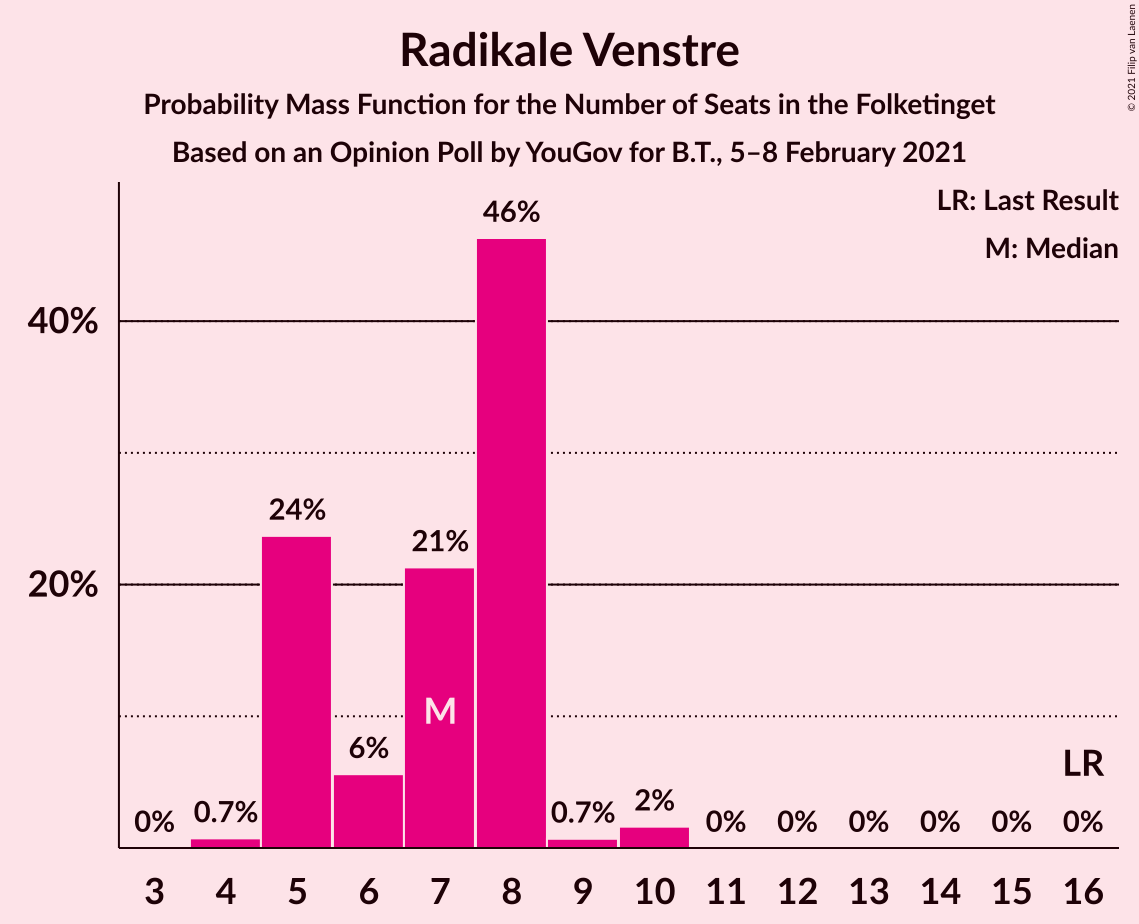 Radikale Venstre
Probability Mass Function for the Number of Seats in the Folketinget
Based on an Opinion Poll by YouGov for B.T., 5–8 February 2021
© 2021 Filip van Laenen
LR: Last Result
M: Median
46%
40%
24%
21%
20%
M
6%
LR
0%
0.7%
0.7%
2%
0%
0%
0%
0%
0%
0%
3 4 5 6 7 8 9 10 11 12 13 14 15 16